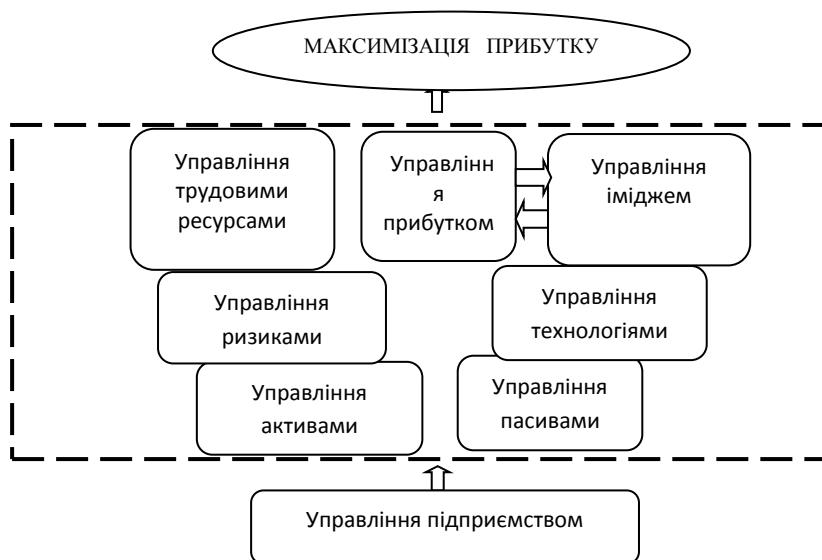 МАКСИМІЗАЦІЯ ПРИБУТКУ
Управління
трудовими
ресурсами
Управлінн
я
прибутком
Управління
іміджем
Управління
ризиками
Управління
технологіями
Управління
активами
Управління
пасивами
Управління підприємством